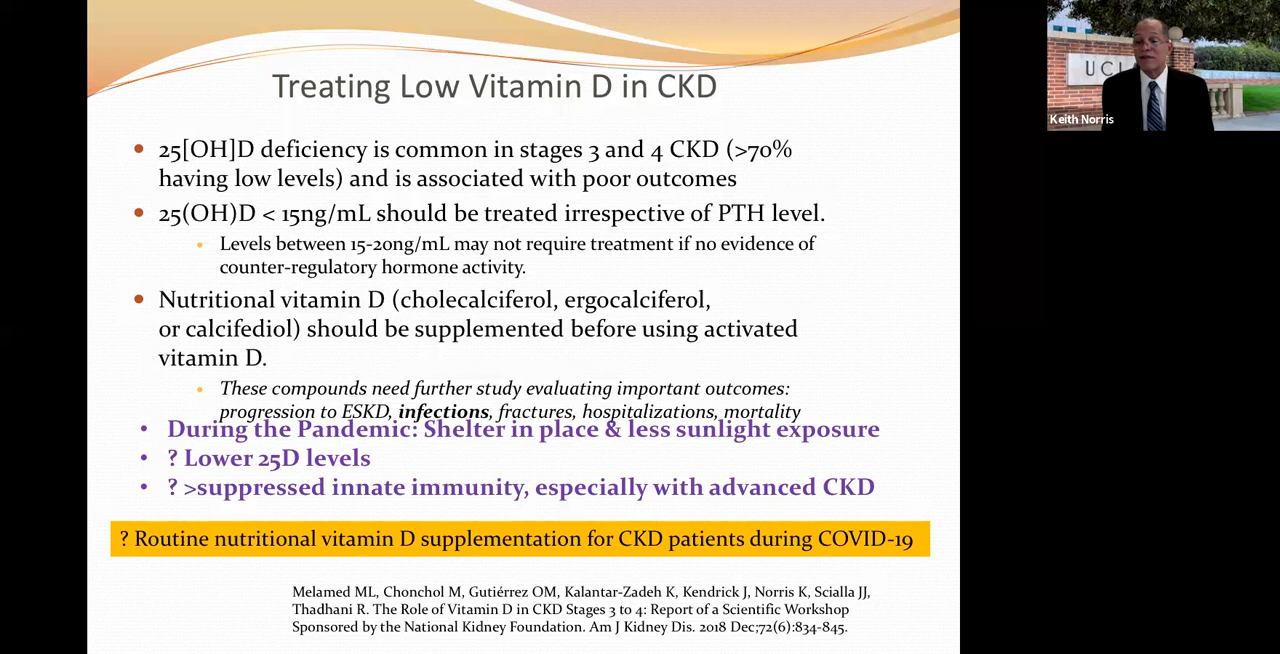 Treating Low Vitamin D in CKD
• 25[OH]D deficiency is common in stages 3 and 4 CKD (>70%
having low levels) and is associated with poor outcomes
• 25(OH)D < 15ng/mL should be treated irrespective of PTH level.
• Levels between 15-20ng/mL may not require treatment if no evidence of
counter-regulatory hormone activity.
• Nutritional vitamin D (cholecalciferol, ergocalciferol,
or calcifediol) should be supplemented before using activated
vitamin D.
• These compounds need further study evaluating important outcomes:
progression to ESKD, infections, fractures, hospitalizations, mortality
• During the Pandemic: Shelter in place & less sunlight exposure
• ? Lower 25D levels
• ? >suppressed innate immunity, especially with advanced CKD
? Routine nutritional vitamin D supplementation for CKD patients during COVID-19
Melamed ML, Chonchol M, Gutiérrez OM, Kalantar-Zadeh K, Kendrick J, Norris K, Scialla JJ,
Thadhani R. The Role of Vitamin D in CKD Stages 3 to 4: Report of a Scientific Workshop
Sponsored by the National Kidney Foundation. Am J Kidney Dis. 2018 Dec;72(6):834-845.
UC
Keith Norris